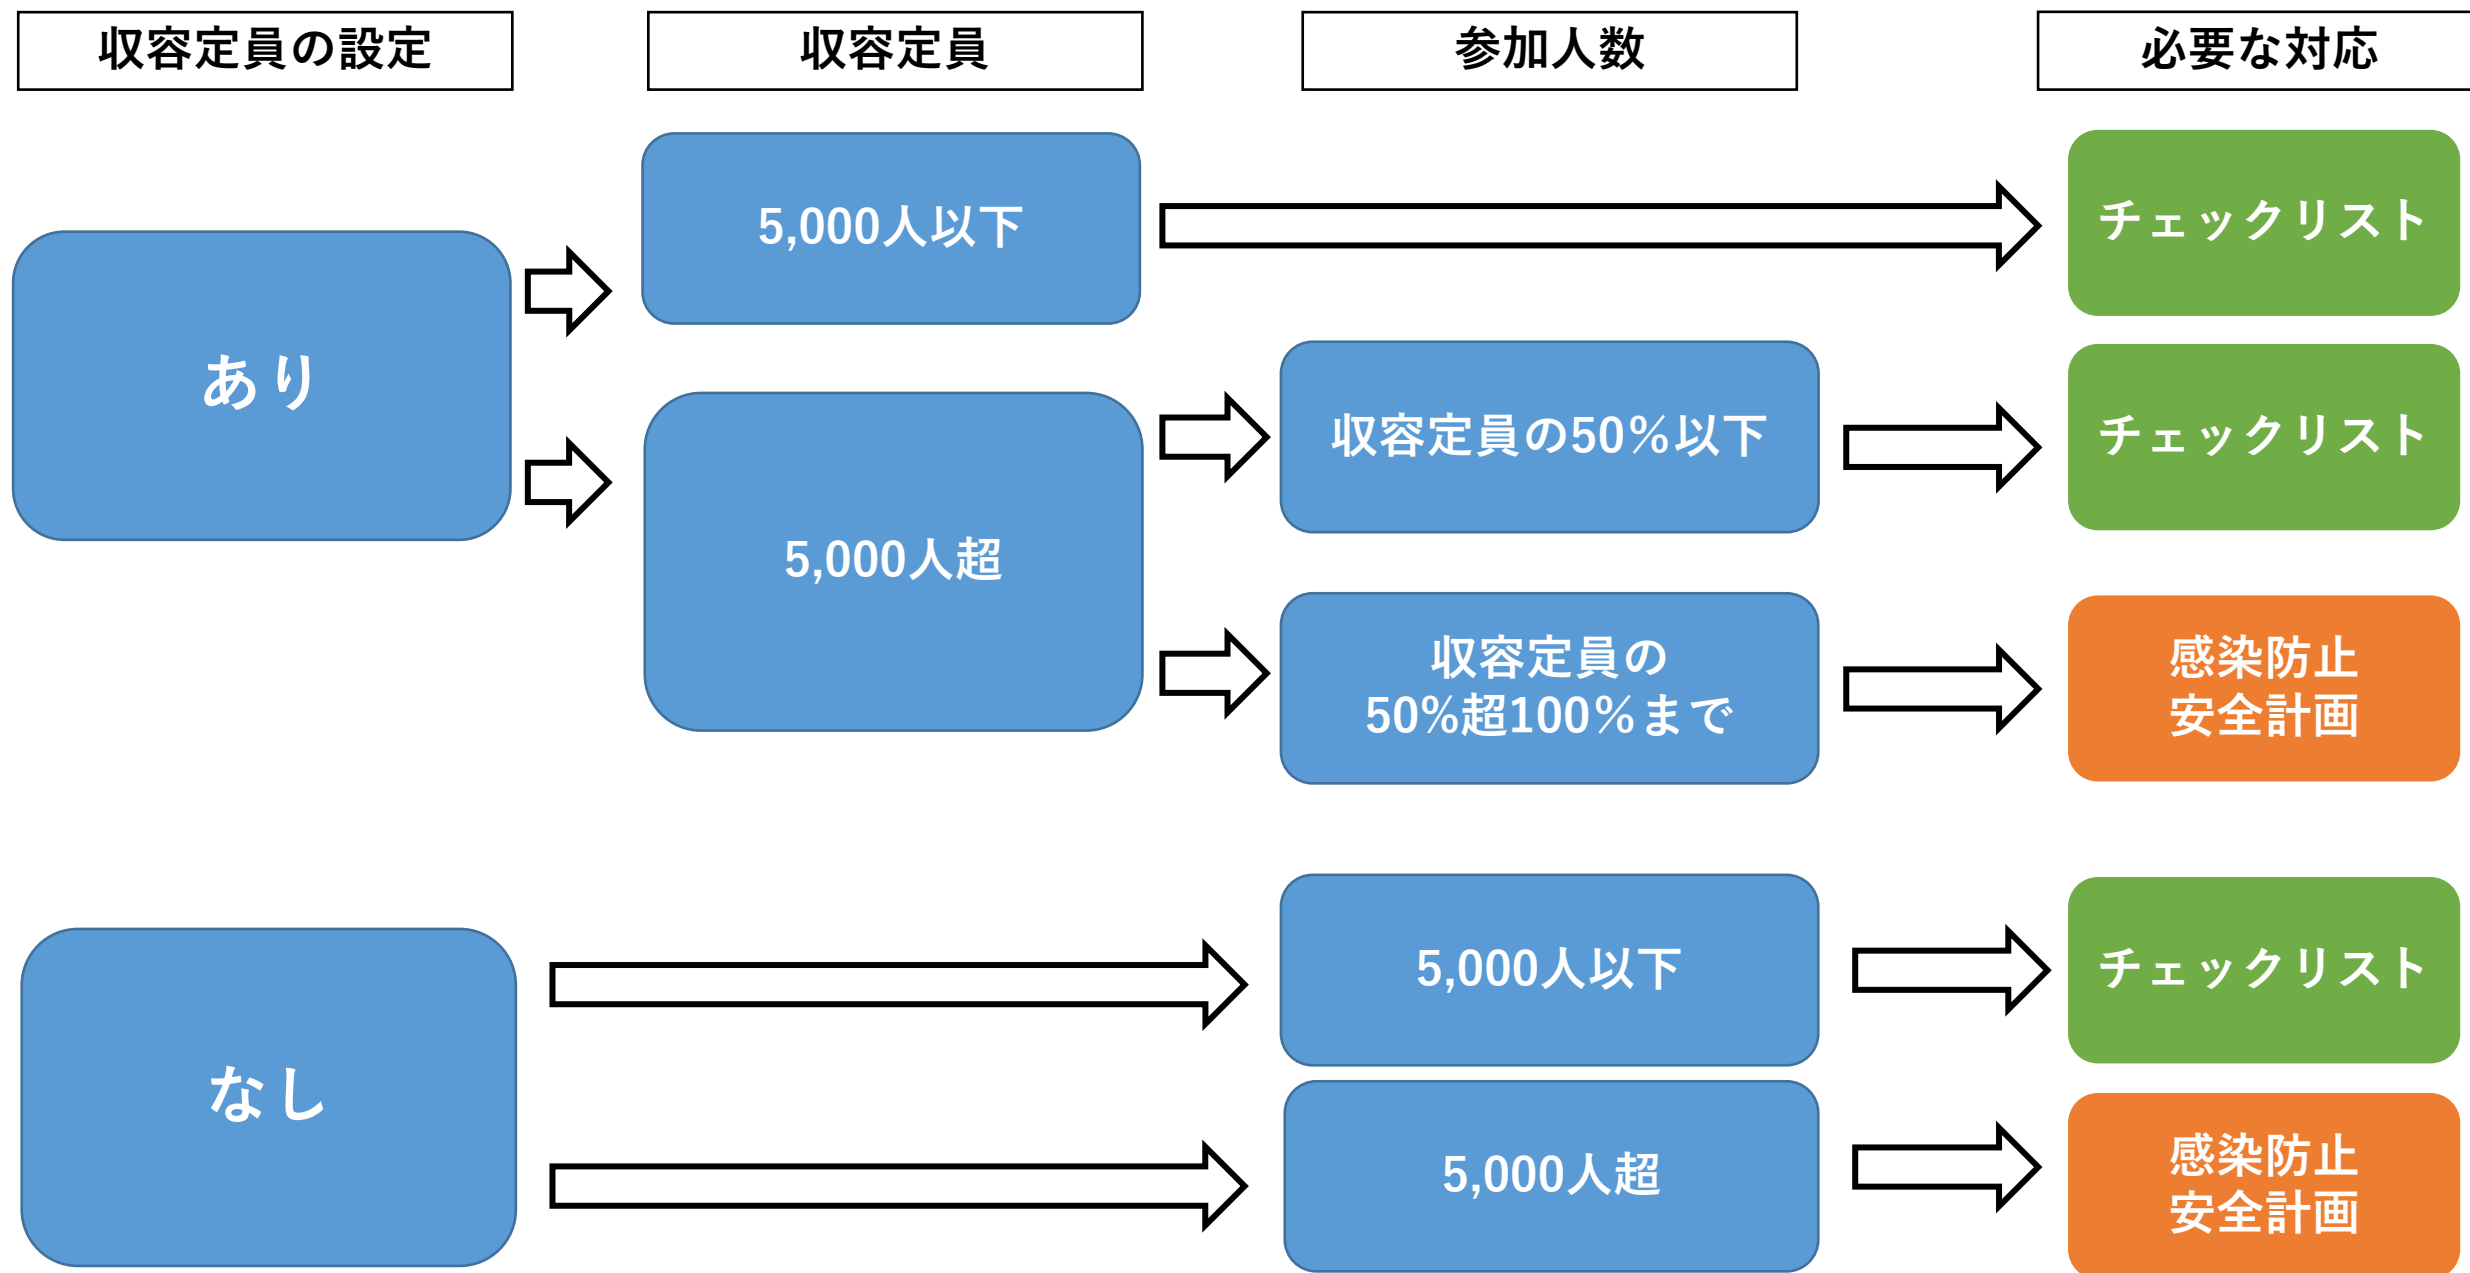 収容定員の設定
収容定員
参加人数
必要な対応
あり
5,000人以下
チェックリスト
5,000人超
収容定員の50％以下
チェックリスト
収容定員の
50%超100％まで
感染防止
安全計画
なし
5,000人以下
チェックリスト
5,000人超
感染防止
安全計画